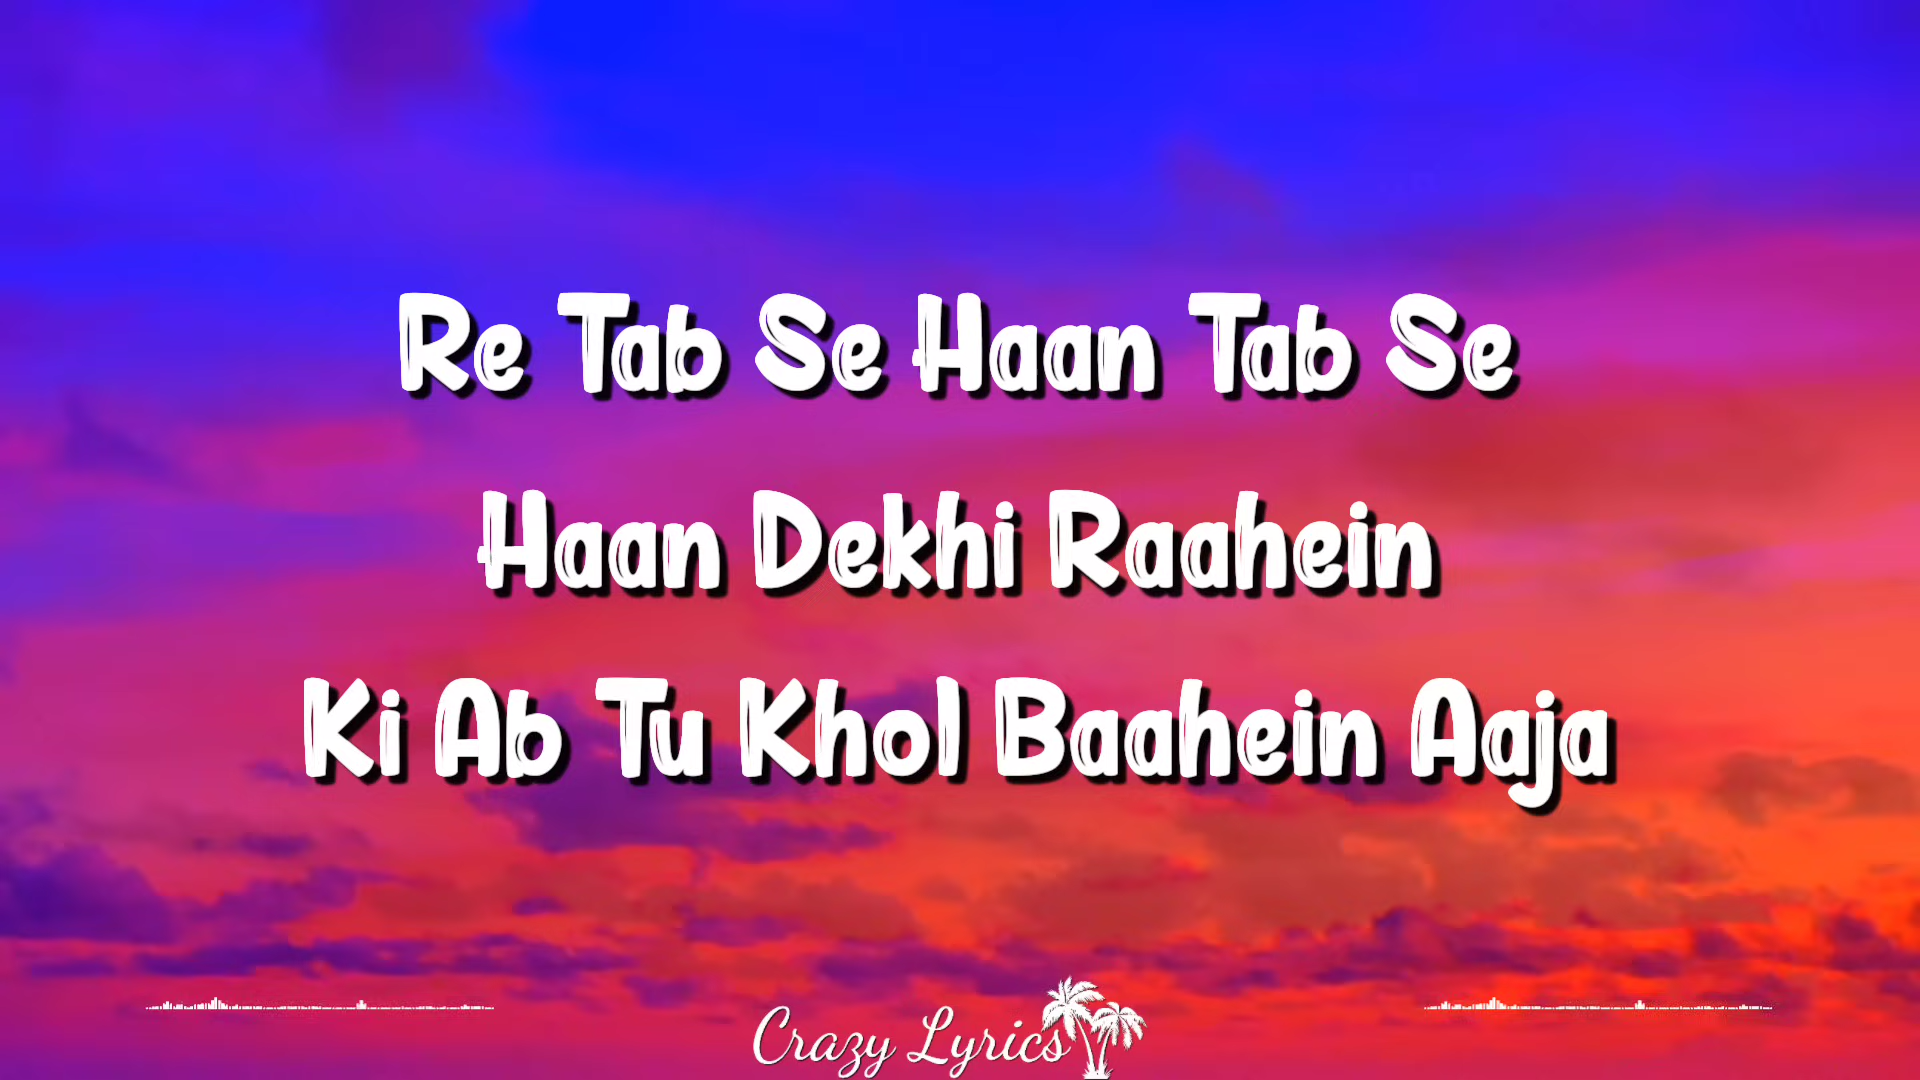 Re Tab Se Haan Tab Se
Haan Dekhi Raahein
Ki Ab Tu Khol Baahein Aaja
Crazy Lyrics